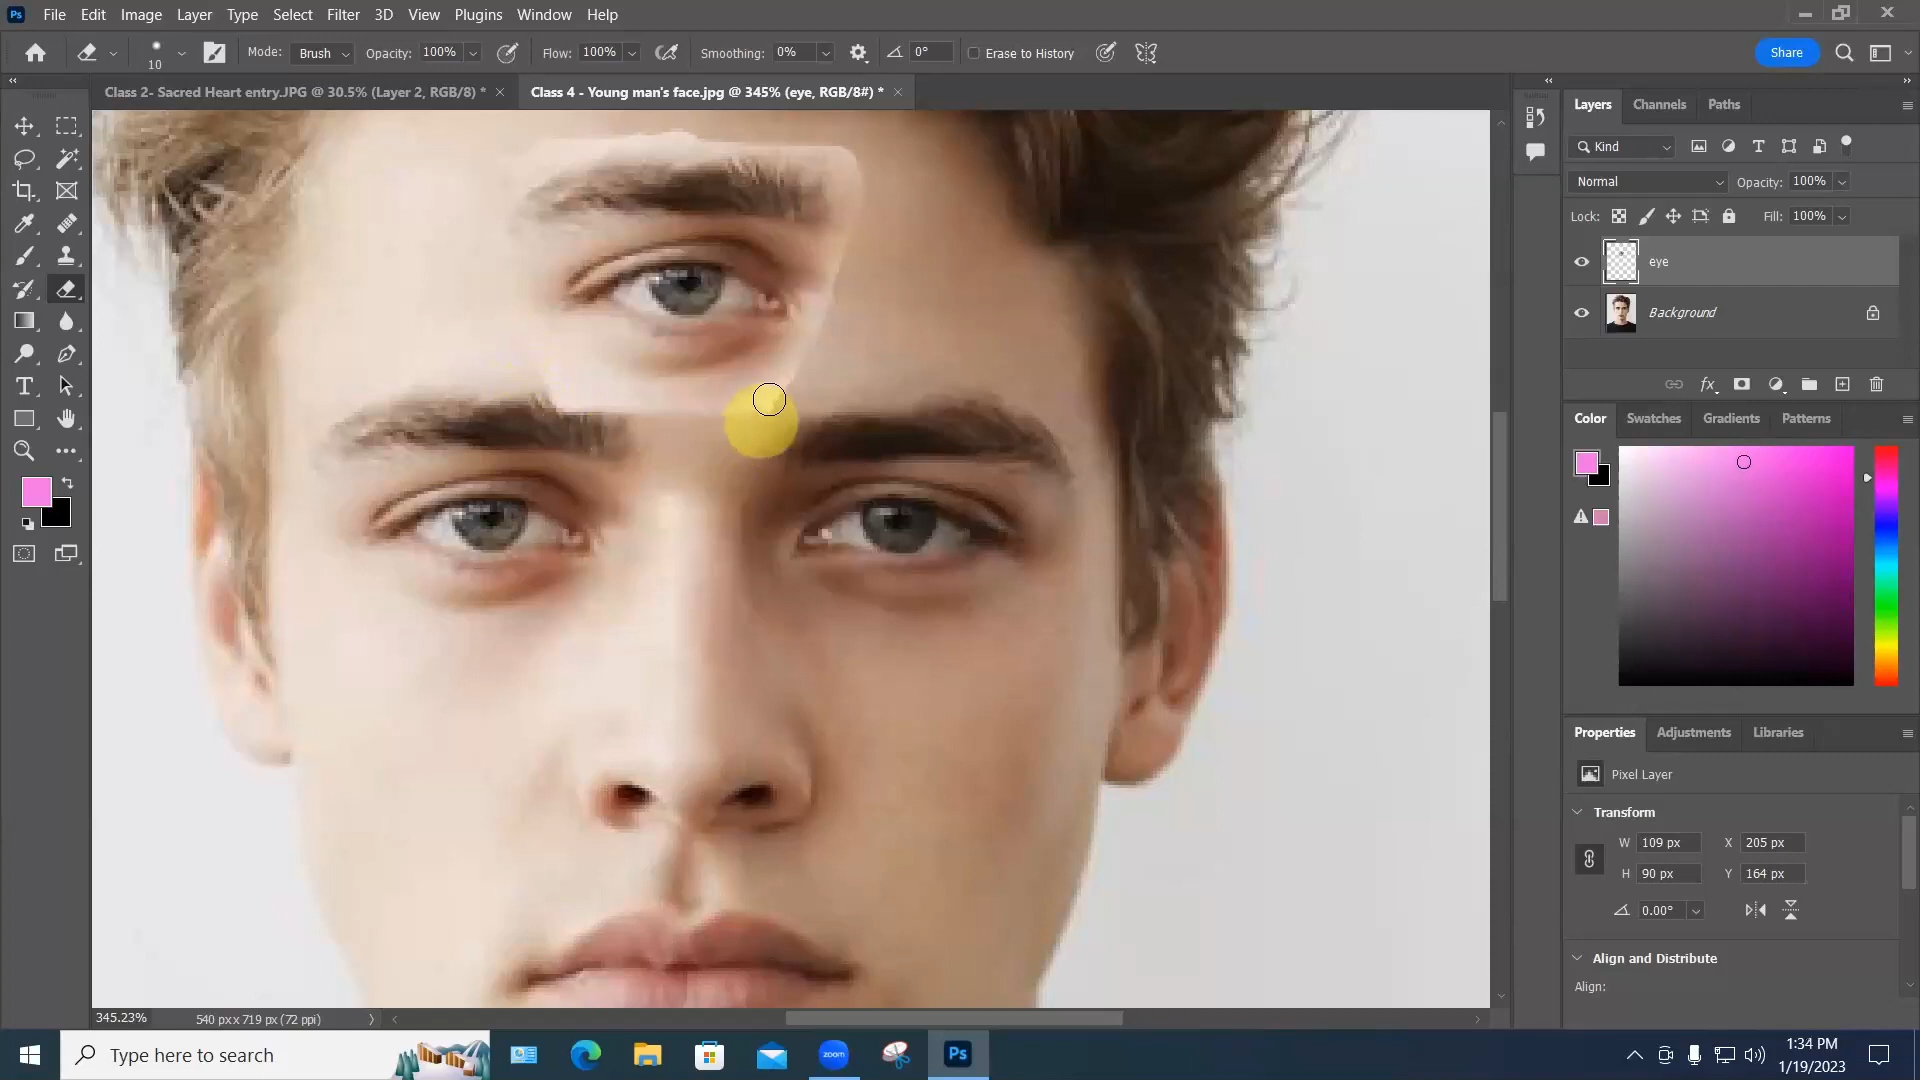 Ps File Edit Image Layer Type Select Filter 3D View Plugins Window Help
10 Mode: Brush Opacity: 100% Flow: 100% Smoothing: 0% 0° Erase to History Share
Class 2- Sacred Heart entry.JPG @ 30.5% (Layer 2, RGB/8) *
Class 4 - Young man's face.jpg @ 345% (eye, RGB/8#) *
Layers Channels Paths
Kind
Normal Opacity: 100%
Lock: Fill: 100%
eye
Background
fx
Color Swatches Gradients Patterns
Properties Adjustments Libraries
Pixel Layer
Transform
W 109 px X 205 px
H 90 px Y 164 px
0.00°
Align and Distribute
Align:
345.23% 540 px x 719 px (72 ppi)
Type here to search
zoom
Ps
1:34 PM
1/19/2023